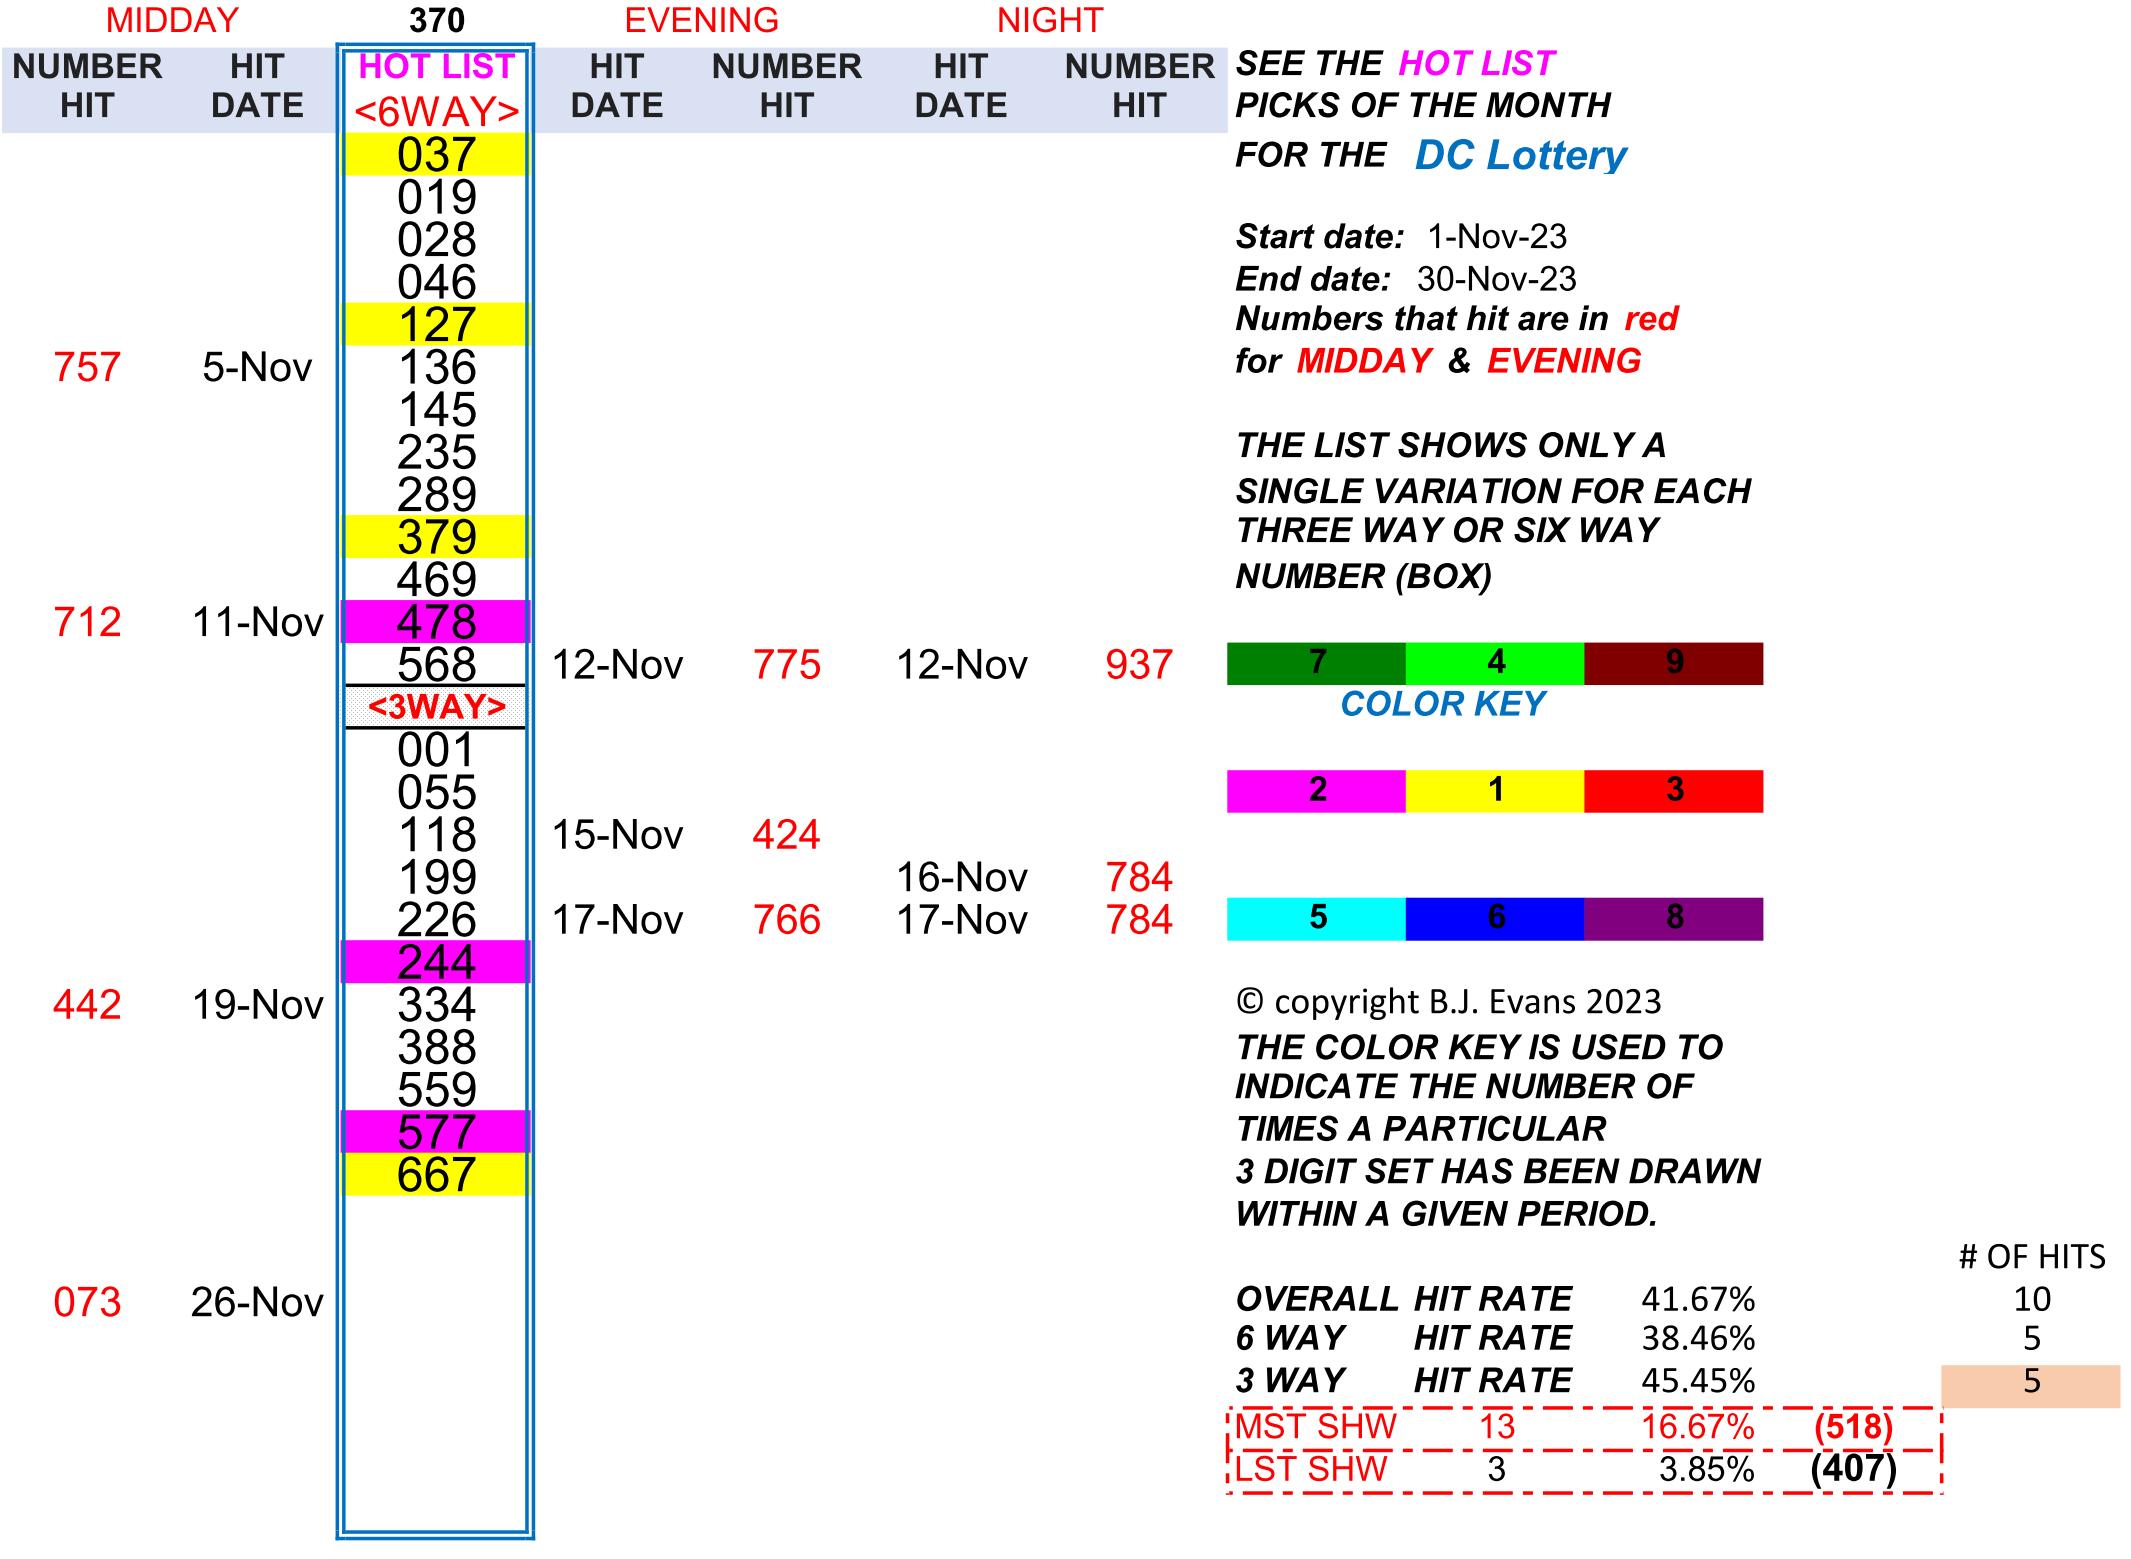 MIDDAY 370 EVENING NIGHT
NUMBER HIT HOT LIST HIT NUMBER HIT NUMBER SEE THE HOT LIST
HIT DATE <6WAY> DATE HIT DATE HIT PICKS OF THE MONTH
037 FOR THE DC Lottery
019
028 Start date: 1-Nov-23
046 End date: 30-Nov-23
127 Numbers that hit are in red
757 5-Nov 136 for MIDDAY & EVENING
145
235 THE LIST SHOWS ONLY A
289 SINGLE VARIATION FOR EACH
379 THREE WAY OR SIX WAY
469 NUMBER (BOX)
712 11-Nov 478
568 12-Nov 775 12-Nov 937 7 4 9
<3WAY> COLOR KEY
001
055 2 1 3
118 15-Nov 424
199 16-Nov 784
226 17-Nov 766 17-Nov 784 5 6 8
244
442 19-Nov 334 © copyright B.J. Evans 2023
388 THE COLOR KEY IS USED TO
559 INDICATE THE NUMBER OF
577 TIMES A PARTICULAR
667 3 DIGIT SET HAS BEEN DRAWN
WITHIN A GIVEN PERIOD.
# OF HITS
073 26-Nov OVERALL HIT RATE 41.67% 10
6 WAY HIT RATE 38.46% 5
3 WAY HIT RATE 45.45% 5
MST SHW 13 16.67% (518)
LST SHW 3 3.85% (407)